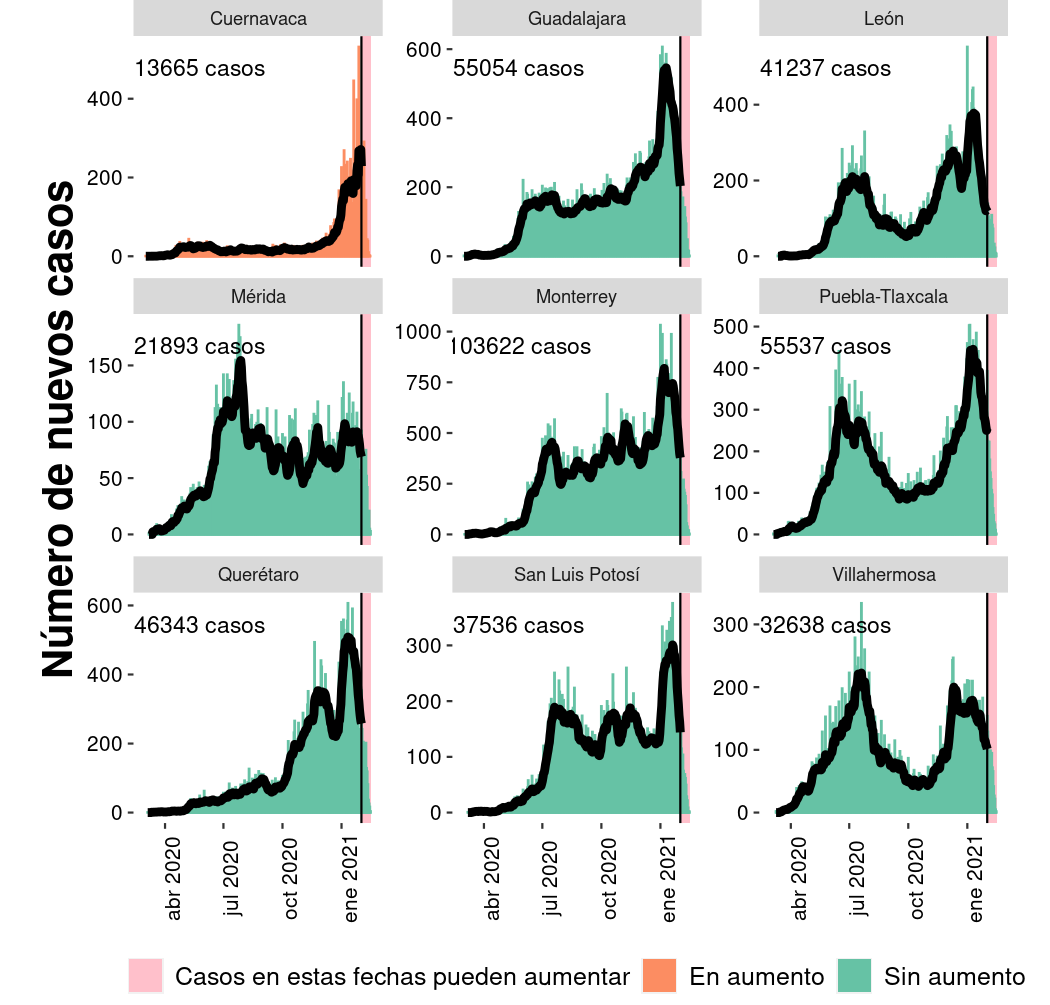 Número de nuevos casos
Cuernavaca
13665 casos
400
200
0
Guadalajara
55054 casos
600
400
200
0
León
41237 casos
400
200
0
Mérida
21893 casos
150
100
50
0
Monterrey
103622 casos
1000
750
500
250
0
Puebla-Tlaxcala
55537 casos
500
400
300
200
100
0
Querétaro
46343 casos
600
400
200
0
San Luis Potosí
37536 casos
300
200
100
0
Villahermosa
32638 casos
300
200
100
0
abr 2020
jul 2020
oct 2020
ene 2021
abr 2020
jul 2020
oct 2020
ene 2021
abr 2020
jul 2020
oct 2020
ene 2021
Casos en estas fechas pueden aumentar
En aumento
Sin aumento